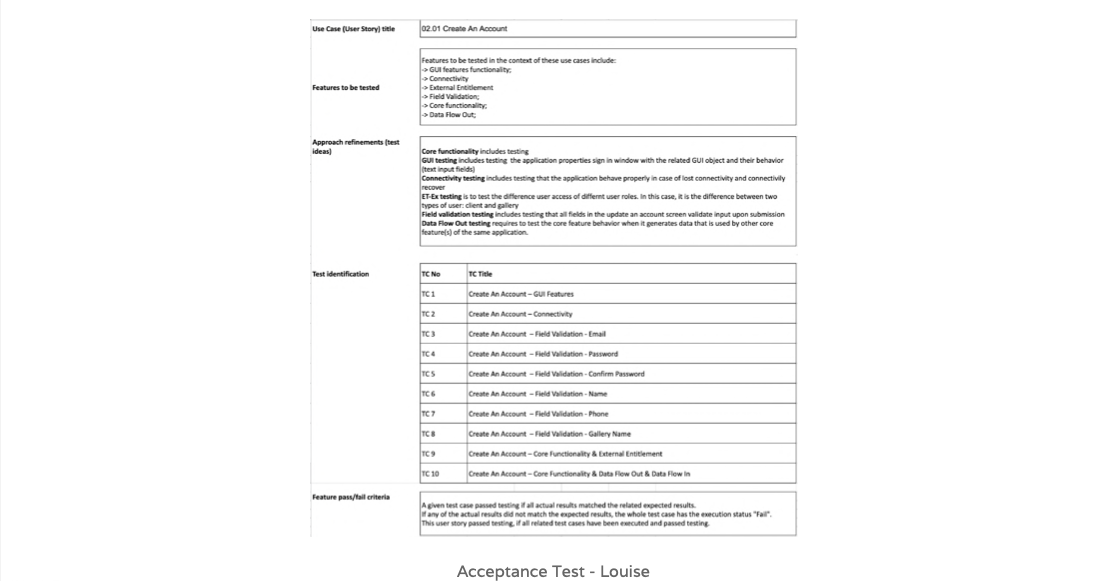 Use Case (User Story) title
02.01 Create An Account
Features to be tested
Features to be tested in the context of these use cases include:
-> GUI features functionality;
-> Connectivity
-> External Entitlement
-> Field Validation;
-> Core functionality;
-> Data Flow Out;
Approach refinements (test
ideas)
Core functionality includes testing
GUI testing includes testing the application properties sign in window with the related GUI object and their behavior
(text input fields)
Connectivity testing includes testing that the application behave properly in case of lost connectivity and connectivily
recover
ET-Ex testing is to test the difference user access of differnt user roles. In this case, it is the difference between two
types of user: client and gallery
Field validation testing includes testing that all fields in the update an account screen validate input upon submission
Data Flow Out testing requires to test the core feature behavior when it generates data that is used by other core
feature(s) of the same application.
Test identification
TC No TC Title
TC 1 Create An Account – GUI Features
TC 2 Create An Account – Connectivity
TC 3 Create An Account – Field Validation - Email
TC 4 Create An Account – Field Validation - Password
TC 5 Create An Account – Field Validation - Confirm Password
TC 6 Create An Account – Field Validation - Name
TC 7 Create An Account – Field Validation - Phone
TC 8 Create An Account – Field Validation - Gallery Name
TC 9 Create An Account – Core Functionality & External Entitlement
TC 10 Create An Account – Core Functionality & Data Flow Out & Data Flow In
Feature pass/fail criteria
A given test case passed testing if all actual results matched the related expected results.
If any of the actual results did not match the expected results, the whole test case has the execution status "Fail".
This user story passed testing, if all related test cases have been executed and passed testing.
Acceptance Test - Louise